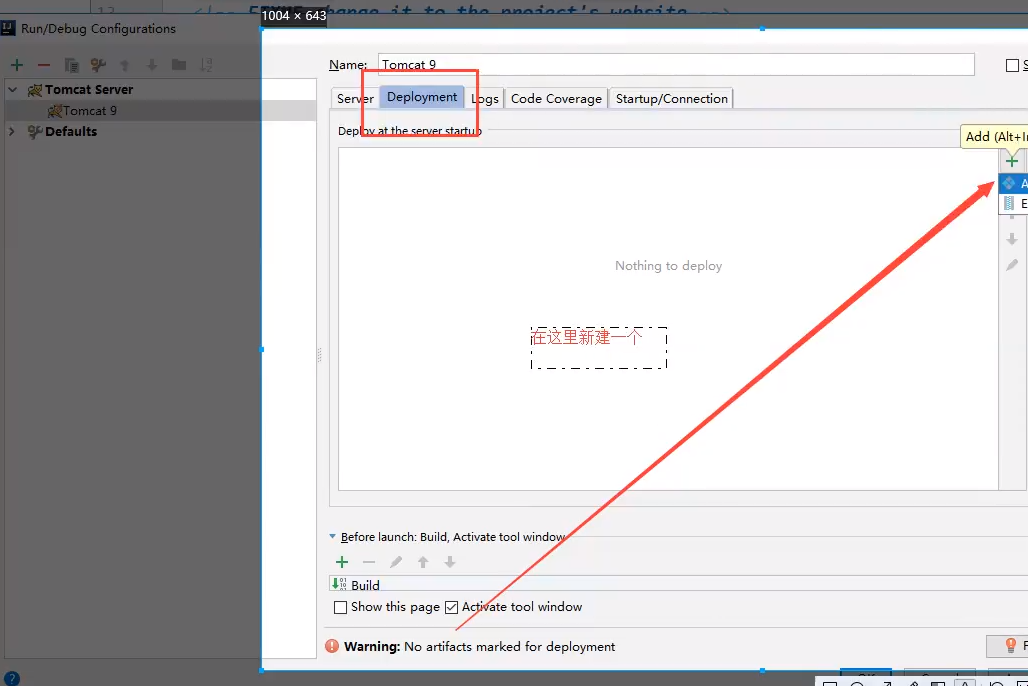 13 <!-- FIXME change it to the project's website -->
1004 × 643
Run/Debug Configurations
Name: Tomcat 9
S
Tomcat Server
Server Deployment Logs Code Coverage Startup/Connection
Tomcat 9
Defaults
Deploy at the server startup
Add (Alt+I
A
E
Nothing to deploy
在这里新建一个
Before launch: Build, Activate tool window
Build
Show this page Activate tool window
Warning: No artifacts marked for deployment
F